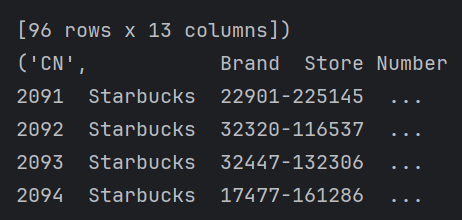 [96 rows x 13 columns])
('CN',           Brand  Store Number
2091  Starbucks  22901-225145  ...
2092  Starbucks  32320-116537  ...
2093  Starbucks  32447-132306  ...
2094  Starbucks  17477-161286  ...